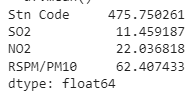 Stn Code     475.750261
SO2           11.459187
NO2           22.036818
RSPM/PM10     62.407433
dtype: float64